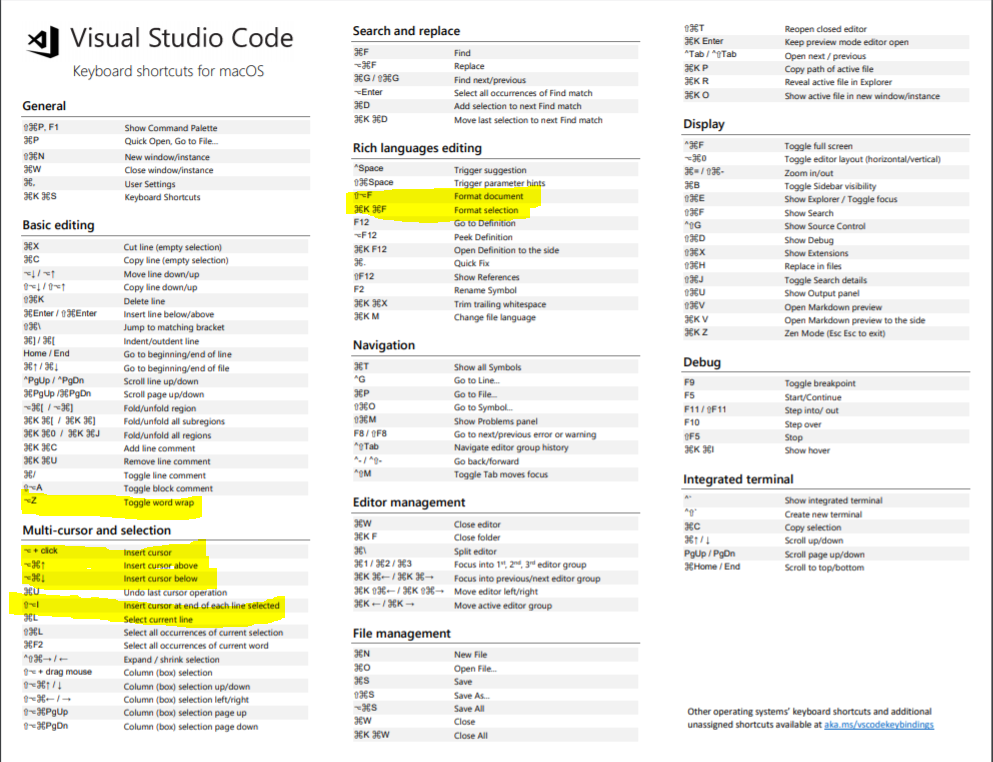 Visual Studio Code
Keyboard shortcuts for macOS
General
⇧⌘P, F1 Show Command Palette
⌘P Quick Open, Go to File...
⇧⌘N New window/instance
⌘W Close window/instance
⌘, User Settings
⌘K ⌘S Keyboard Shortcuts
Basic editing
⌘X Cut line (empty selection)
⌘C Copy line (empty selection)
⌥↓ / ⌥↑ Move line down/up
⇧⌥↓ / ⇧⌥↑ Copy line down/up
⇧⌘K Delete line
⌘Enter / ⇧⌘Enter Insert line below/above
⇧⌘\ Jump to matching bracket
⌘] / ⌘[ Indent/outdent line
Home / End Go to beginning/end of line
⌘↑ / ⌘↓ Go to beginning/end of file
^PgUp / ^PgDn Scroll line up/down
⌘PgUp /⌘PgDn Scroll page up/down
⌥⌘[ / ⌥⌘] Fold/unfold region
⌘K ⌘[ / ⌘K ⌘] Fold/unfold all subregions
⌘K ⌘0 / ⌘K ⌘J Fold/unfold all regions
⌘K ⌘C Add line comment
⌘K ⌘U Remove line comment
⌘/ Toggle line comment
⇧⌥A Toggle block comment
⌥Z Toggle word wrap
Multi-cursor and selection
⌥ + click Insert cursor
⌥⌘↑ Insert cursor above
⌥⌘↓ Insert cursor below
⌘U Undo last cursor operation
⇧⌥I Insert cursor at end of each line selected
⌘L Select current line
⇧⌘L Select all occurrences of current selection
⌘F2 Select all occurrences of current word
^⇧⌘→ / ← Expand / shrink selection
⇧⌥ + drag mouse Column (box) selection
⇧⌥⌘↑ / ↓ Column (box) selection up/down
⇧⌥⌘← / → Column (box) selection left/right
⇧⌥⌘PgUp Column (box) selection page up
⇧⌥⌘PgDn Column (box) selection page down
Search and replace
⌘F Find
⌥⌘F Replace
⌘G / ⇧⌘G Find next/previous
⌥Enter Select all occurrences of Find match
⌘D Add selection to next Find match
⌘K ⌘D Move last selection to next Find match
Rich languages editing
^Space Trigger suggestion
⇧⌘Space Trigger parameter hints
⇧⌥F Format document
⌘K ⌘F Format selection
F12 Go to Definition
⌥F12 Peek Definition
⌘K F12 Open Definition to the side
⌘. Quick Fix
⇧F12 Show References
F2 Rename Symbol
⌘K ⌘X Trim trailing whitespace
⌘K M Change file language
Navigation
⌘T Show all Symbols
^G Go to Line...
⌘P Go to File...
⇧⌘O Go to Symbol...
⇧⌘M Show Problems panel
F8 / ⇧F8 Go to next/previous error or warning
^⇧Tab Navigate editor group history
^- / ^⇧- Go back/forward
^⇧M Toggle Tab moves focus
Editor management
⌘W Close editor
⌘K F Close folder
⌘\ Split editor
⌘1 / ⌘2 / ⌘3 Focus into 1st, 2nd, 3rd editor group
⌘K ⌘← / ⌘K ⌘→ Focus into previous/next editor group
⌘K ⇧⌘← / ⌘K ⇧⌘→ Move editor left/right
⌘K ← / ⌘K → Move active editor group
File management
⌘N New File
⌘O Open File...
⌘S Save
⇧⌘S Save As...
⌥⌘S Save All
⌘W Close
⌘K ⌘W Close All
⇧⌘T Reopen closed editor
⌘K Enter Keep preview mode editor open
^Tab / ^⇧Tab Open next / previous
⌘K P Copy path of active file
⌘K R Reveal active file in Explorer
⌘K O Show active file in new window/instance
Display
^⌘F Toggle full screen
⌥⌘0 Toggle editor layout (horizontal/vertical)
⌘= / ⇧⌘- Zoom in/out
⌘B Toggle Sidebar visibility
⇧⌘E Show Explorer / Toggle focus
⇧⌘F Show Search
^⇧G Show Source Control
⇧⌘D Show Debug
⇧⌘X Show Extensions
⇧⌘H Replace in files
⇧⌘J Toggle Search details
⇧⌘U Show Output panel
⇧⌘V Open Markdown preview
⌘K V Open Markdown preview to the side
⌘K Z Zen Mode (Esc Esc to exit)
Debug
F9 Toggle breakpoint
F5 Start/Continue
F11 / ⇧F11 Step into/ out
F10 Step over
⇧F5 Stop
⌘K ⌘I Show hover
Integrated terminal
^` Show integrated terminal
^⇧` Create new terminal
⌘C Copy selection
⌘↑ / ↓ Scroll up/down
PgUp / PgDn Scroll page up/down
⌘Home / End Scroll to top/bottom
Other operating systems' keyboard shortcuts and additional
unassigned shortcuts available at aka.ms/vscodekeybindings